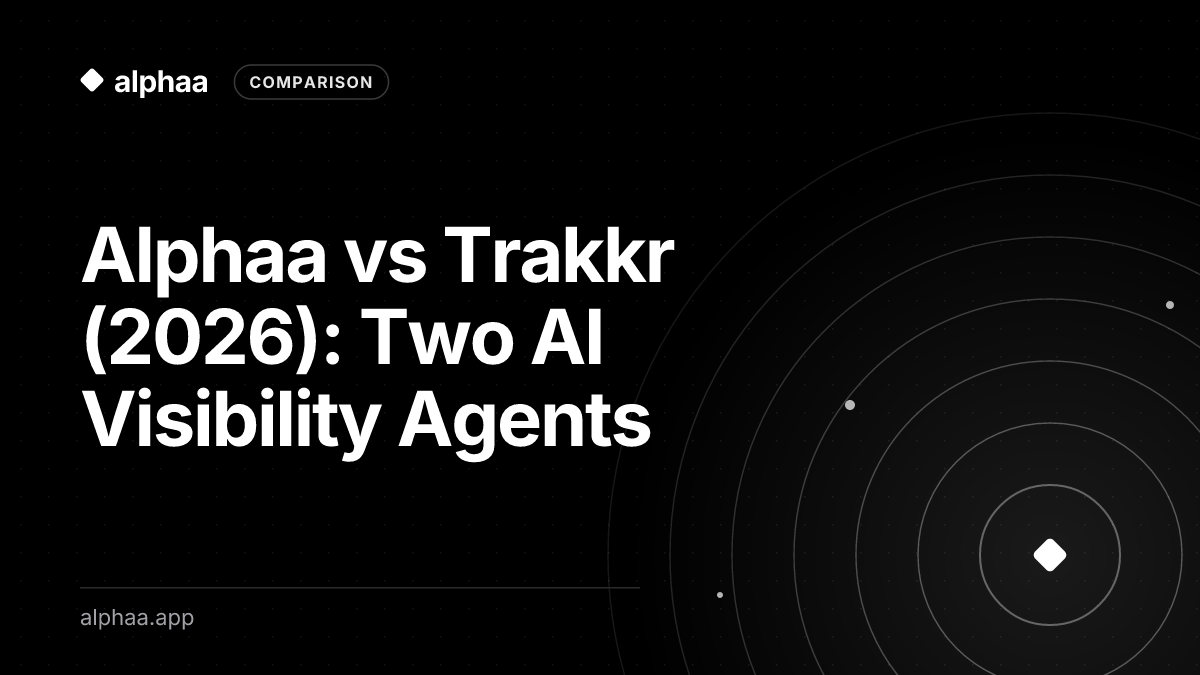 alphaa
COMPARISON
Alphaa vs Trakkr
(2026): Two AI
Visibility Agents
alphaa.app